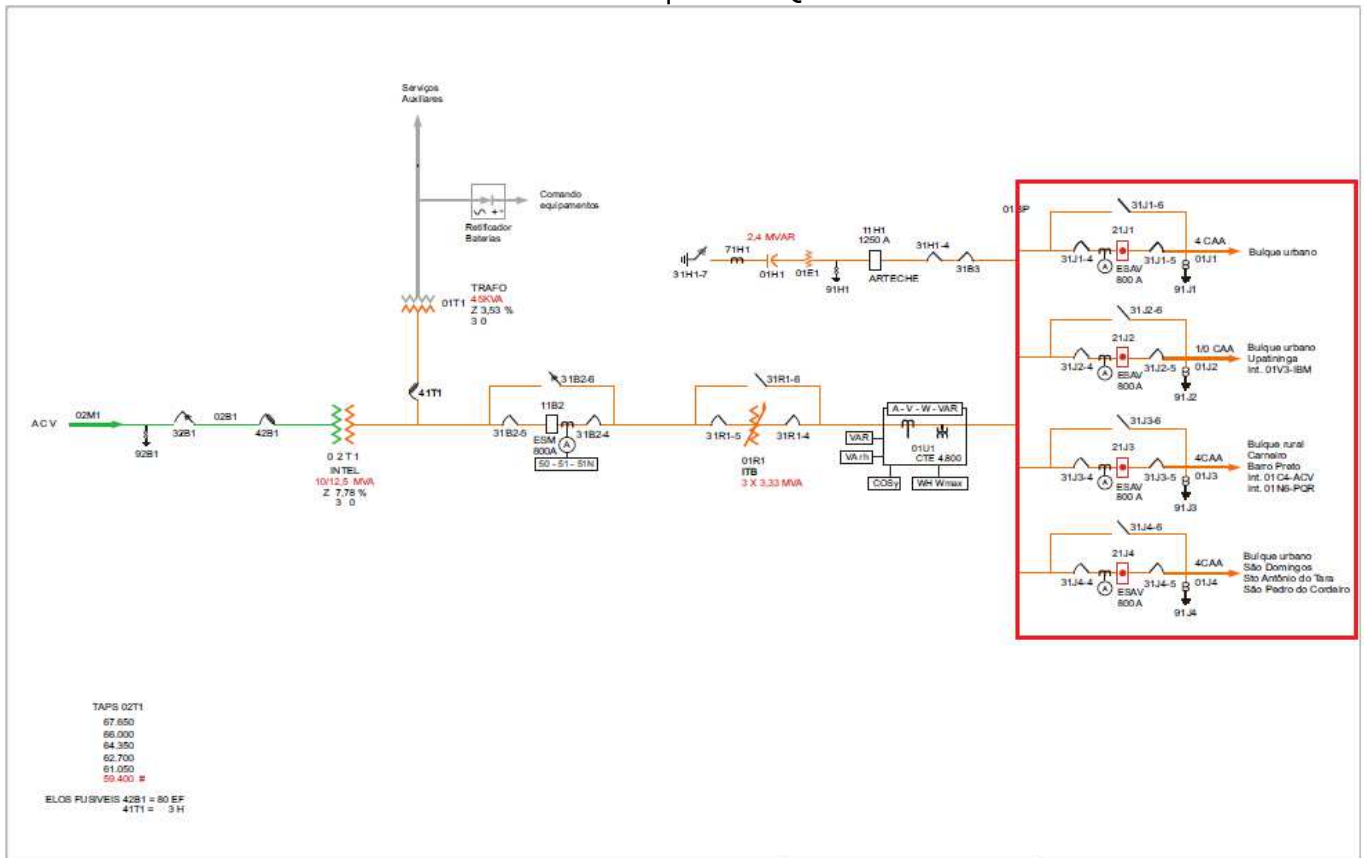 Serviços
Auxiliares
Retificador
Baterias
Comando
equipamentos
TRAFO
45KVA
Z 3,53 %
3 0
01T1
41T1
ACV
02M1
92B1
32B1
02B1
42B1
0 2 T 1
INTEL
10/12,5 MVA
Z 7,78 %
3 0
31B2-6
11B2
31B2-5
31B2-4
ESM
800A
A
50 - 51 - 51N
31R1-6
31R1-5
31R1-4
01R1
ITB
3 X 3,33 MVA
A - V - W - VAR
VAR
VArh
01U1
CTE 4.800
COSy
WH Wmax
2,4 MVAR
71H1
31H1-7
01H1
01E1
91H1
11H1
1250 A
ARTECHE
31H1-4
31B3
31J1-6
21J1
31J1-4
A
ESAV
800 A
31J1-5
4 CAA
01J1
91J1
Buíque urbano
31J2-6
21J2
31J2-4
A
ESAV
800 A
31J2-5
1/0 CAA
01J2
91J2
Buíque urbano
Upatininga
Int. 01V3-IBM
31J3-6
21J3
31J3-4
A
ESAV
800 A
31J3-5
4CAA
01J3
91J3
Buíque rural
Carneiro
Barro Preto
Int. 01C4-ACV
Int. 01N6-PQR
31J4-6
21J4
31J4-4
A
ESAV
800 A
31J4-5
4CAA
01J4
91J4
Buíque urbano
São Domingos
Sto Antônio do Tara
São Pedro do Cordeiro
TAPS 02T1
67.650
66.000
64.350
62.700
61.050
59.400 #
ELOS FUSIVEIS 42B1 = 80 EF
41T1 = 3 H